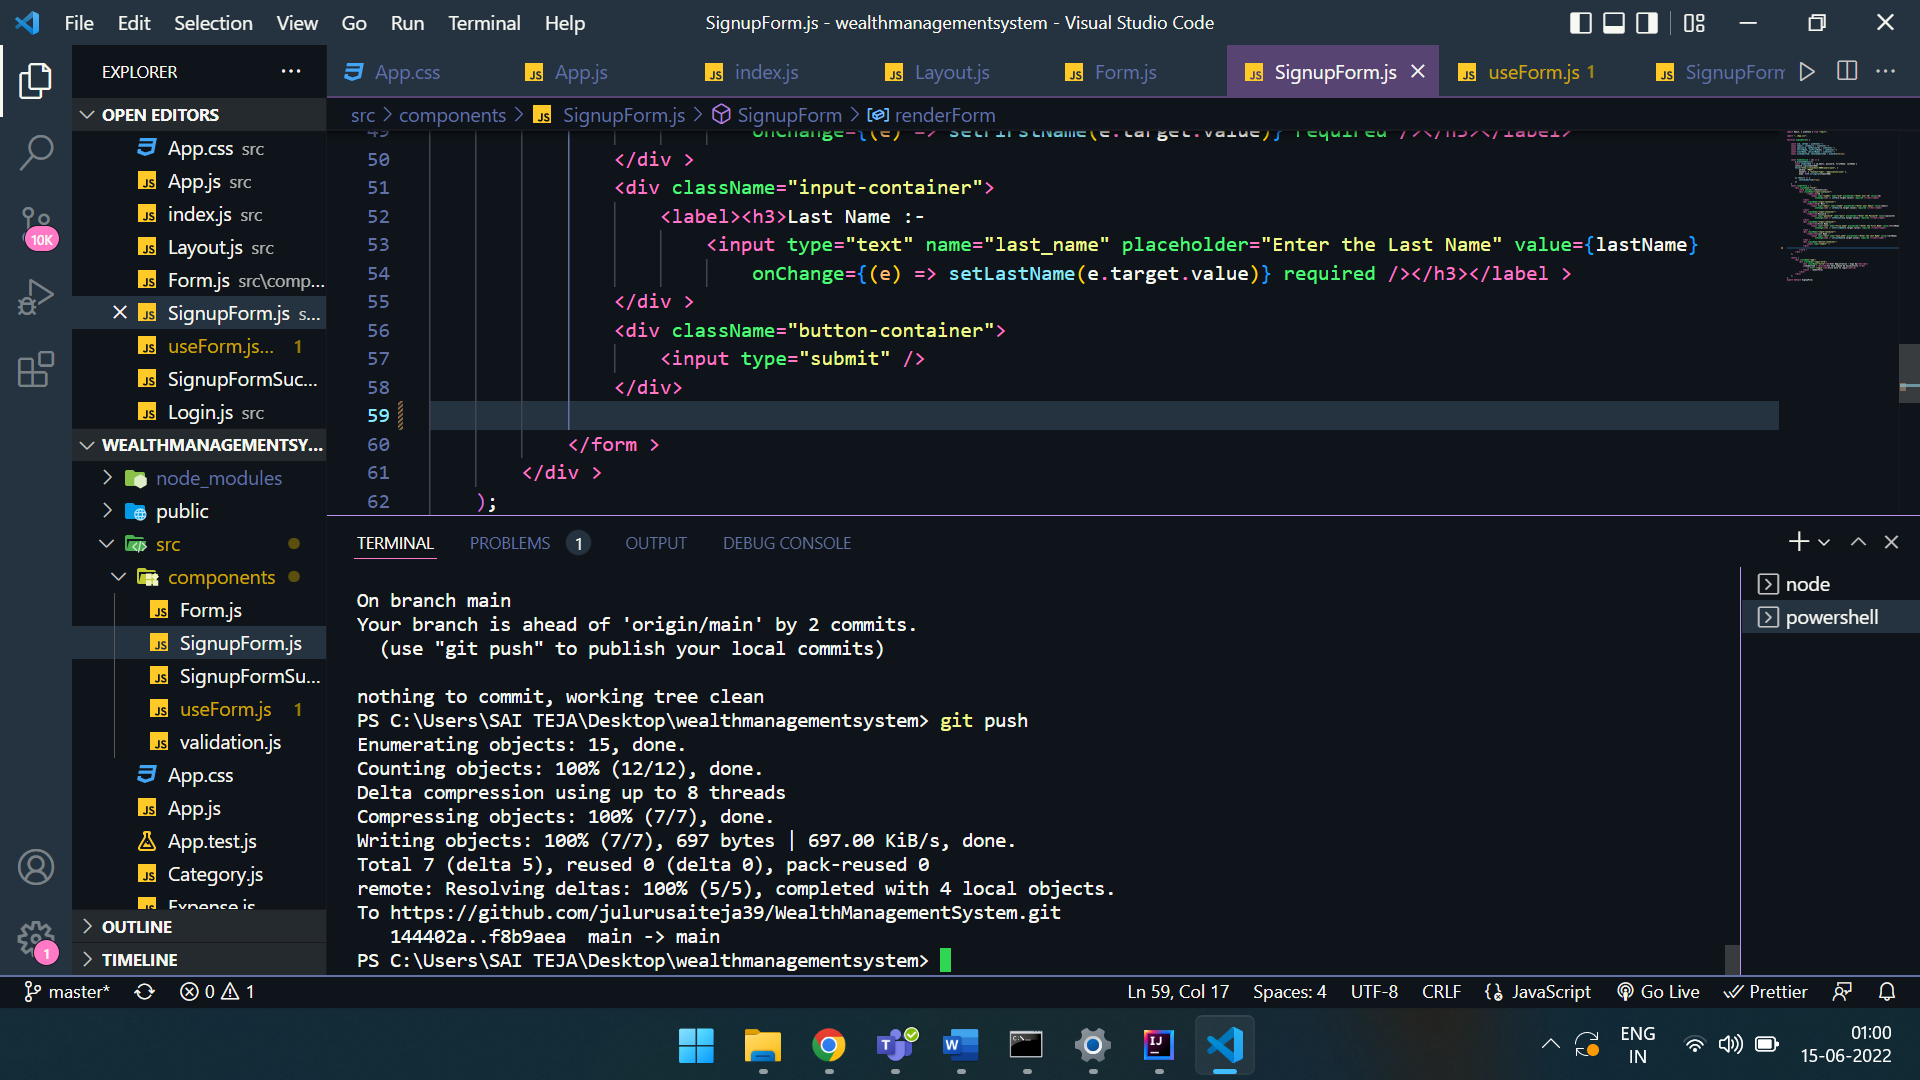 File Edit Selection View Go Run Terminal Help
SignupForm.js - wealthmanagementsystem - Visual Studio Code
EXPLORER
OPEN EDITORS
App.css src
App.js src
index.js src
Layout.js src
Form.js src\comp...
SignupForm.js s...
useForm.js... 1
SignupFormSuc...
Login.js src
WEALTHMANAGEMENTSY...
node_modules
public
src
components
Form.js
SignupForm.js
SignupFormSu...
useForm.js 1
validation.js
App.css
App.js
App.test.js
Category.js
Expense.js
OUTLINE
TIMELINE
10K
1
App.css App.js index.js Layout.js Form.js SignupForm.js useForm.js 1 SignupForm
src > components > SignupForm.js > SignupForm > renderForm
49 onChange={(e) => setFirstName(e.target.value)} required /></h3></label>
50 </div >
51 <div className="input-container">
52 <label><h3>Last Name :-
53 <input type="text" name="last_name" placeholder="Enter the Last Name" value={lastName}
54 onChange={(e) => setLastName(e.target.value)} required /></h3></label >
55 </div >
56 <div className="button-container">
57 <input type="submit" />
58 </div>
59
60 </form >
61 </div >
62 );
TERMINAL PROBLEMS 1 OUTPUT DEBUG CONSOLE
On branch main
Your branch is ahead of 'origin/main' by 2 commits.
(use "git push" to publish your local commits)
nothing to commit, working tree clean
PS C:\Users\SAI TEJA\Desktop\wealthmanagementsystem> git push
Enumerating objects: 15, done.
Counting objects: 100% (12/12), done.
Delta compression using up to 8 threads
Compressing objects: 100% (7/7), done.
Writing objects: 100% (7/7), 697 bytes | 697.00 KiB/s, done.
Total 7 (delta 5), reused 0 (delta 0), pack-reused 0
remote: Resolving deltas: 100% (5/5), completed with 4 local objects.
To https://github.com/julurusaiteja39/WealthManagementSystem.git
144402a..f8b9aea main -> main
PS C:\Users\SAI TEJA\Desktop\wealthmanagementsystem>
node
powershell
master* 0 1
Ln 59, Col 17 Spaces: 4 UTF-8 CRLF JavaScript Go Live Prettier
ENG
IN
01:00
15-06-2022